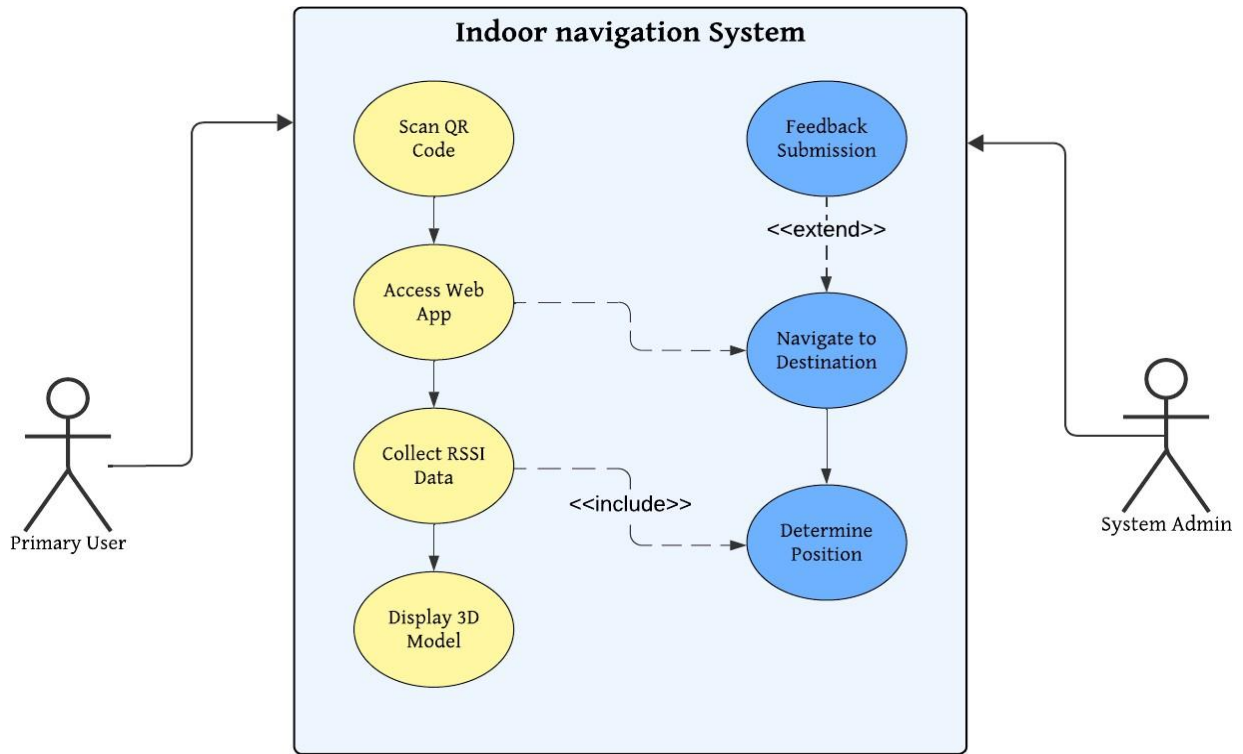 Indoor navigation System
Scan QR
Code
Feedback
Submission
<<extend>>
Access Web
App
Navigate to
Destination
Collect RSSI
Data
<<include>>
Determine
Position
Display 3D
Model
Primary User
System Admin